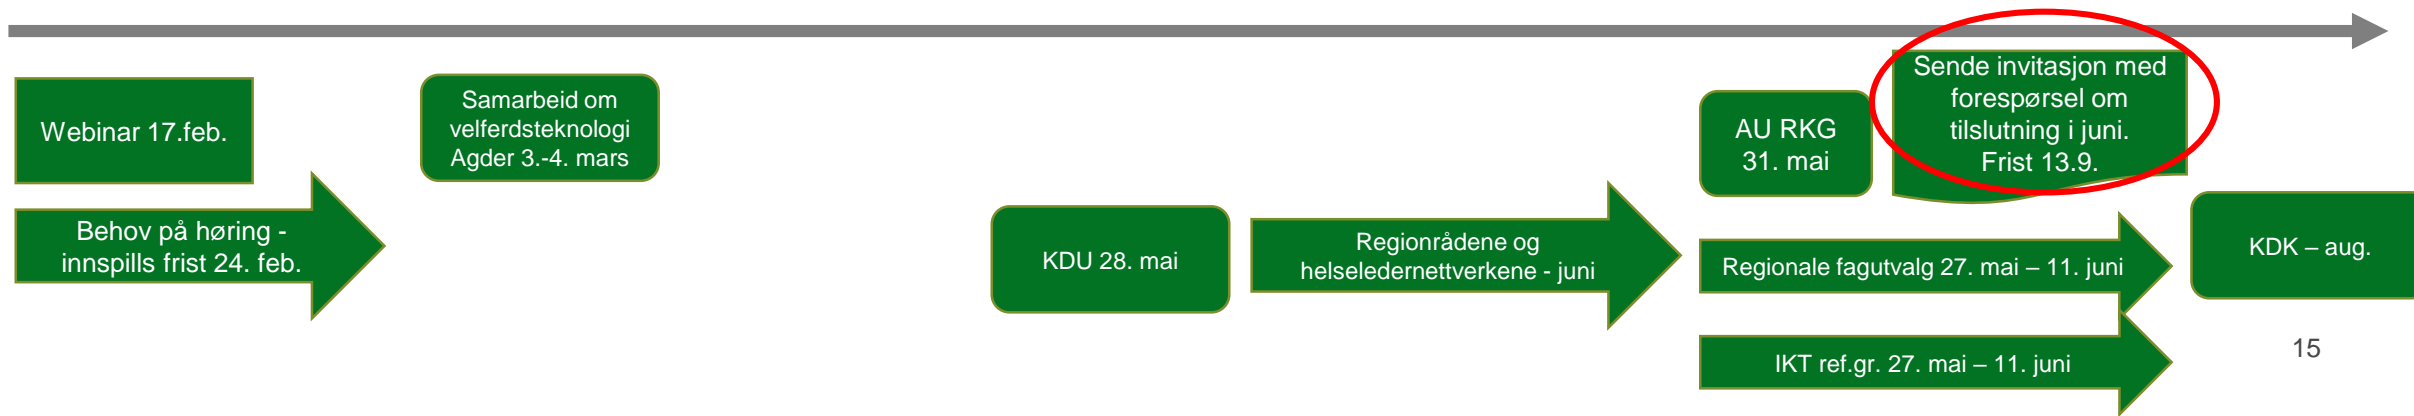 Webinar 17.feb.
Behov på høring -
innspills frist 24. feb.
Samarbeid om
velferdsteknologi
Agder 3.-4. mars
KDU 28. mai
Regionrådene og
helseledernettverkene - juni
AU RKG
31. mai
Sende invitasjon med
forespørsel om
tilslutning i juni.
Frist 13.9.
Regionale fagutvalg 27. mai – 11. juni
IKT ref.gr. 27. mai – 11. juni
KDK – aug.
15